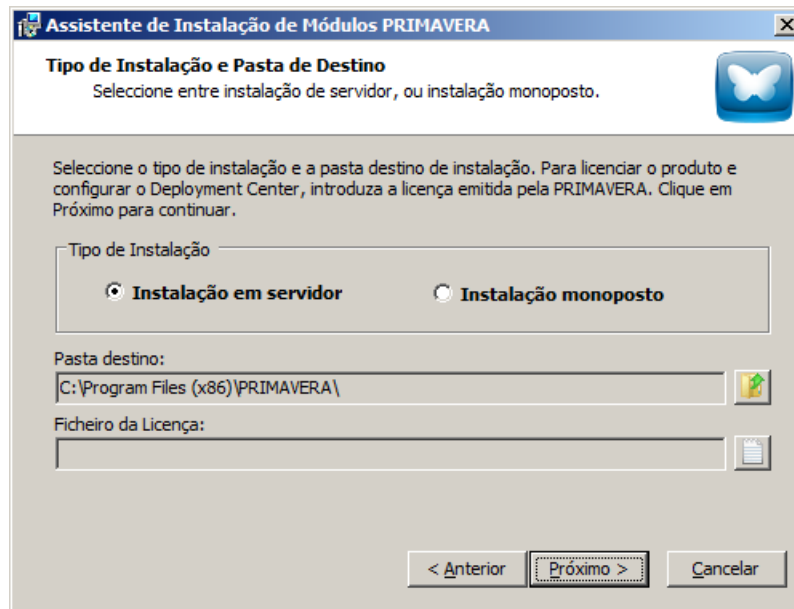 Assistente de Instalação de Módulos PRIMAVERA
Tipo de Instalação e Pasta de Destino
Seleccione entre instalação de servidor, ou instalação monoposto.
Seleccione o tipo de instalação e a pasta destino de instalação. Para licenciar o produto e
configurar o Deployment Center, introduza a licença emitida pela PRIMAVERA. Clique em
Próximo para continuar.
Tipo de Instalação
Instalação em servidor
Instalação monoposto
Pasta destino:
C:\Program Files (x86)\PRIMAVERA\
Ficheiro da Licença:
< Anterior
Próximo >
Cancelar